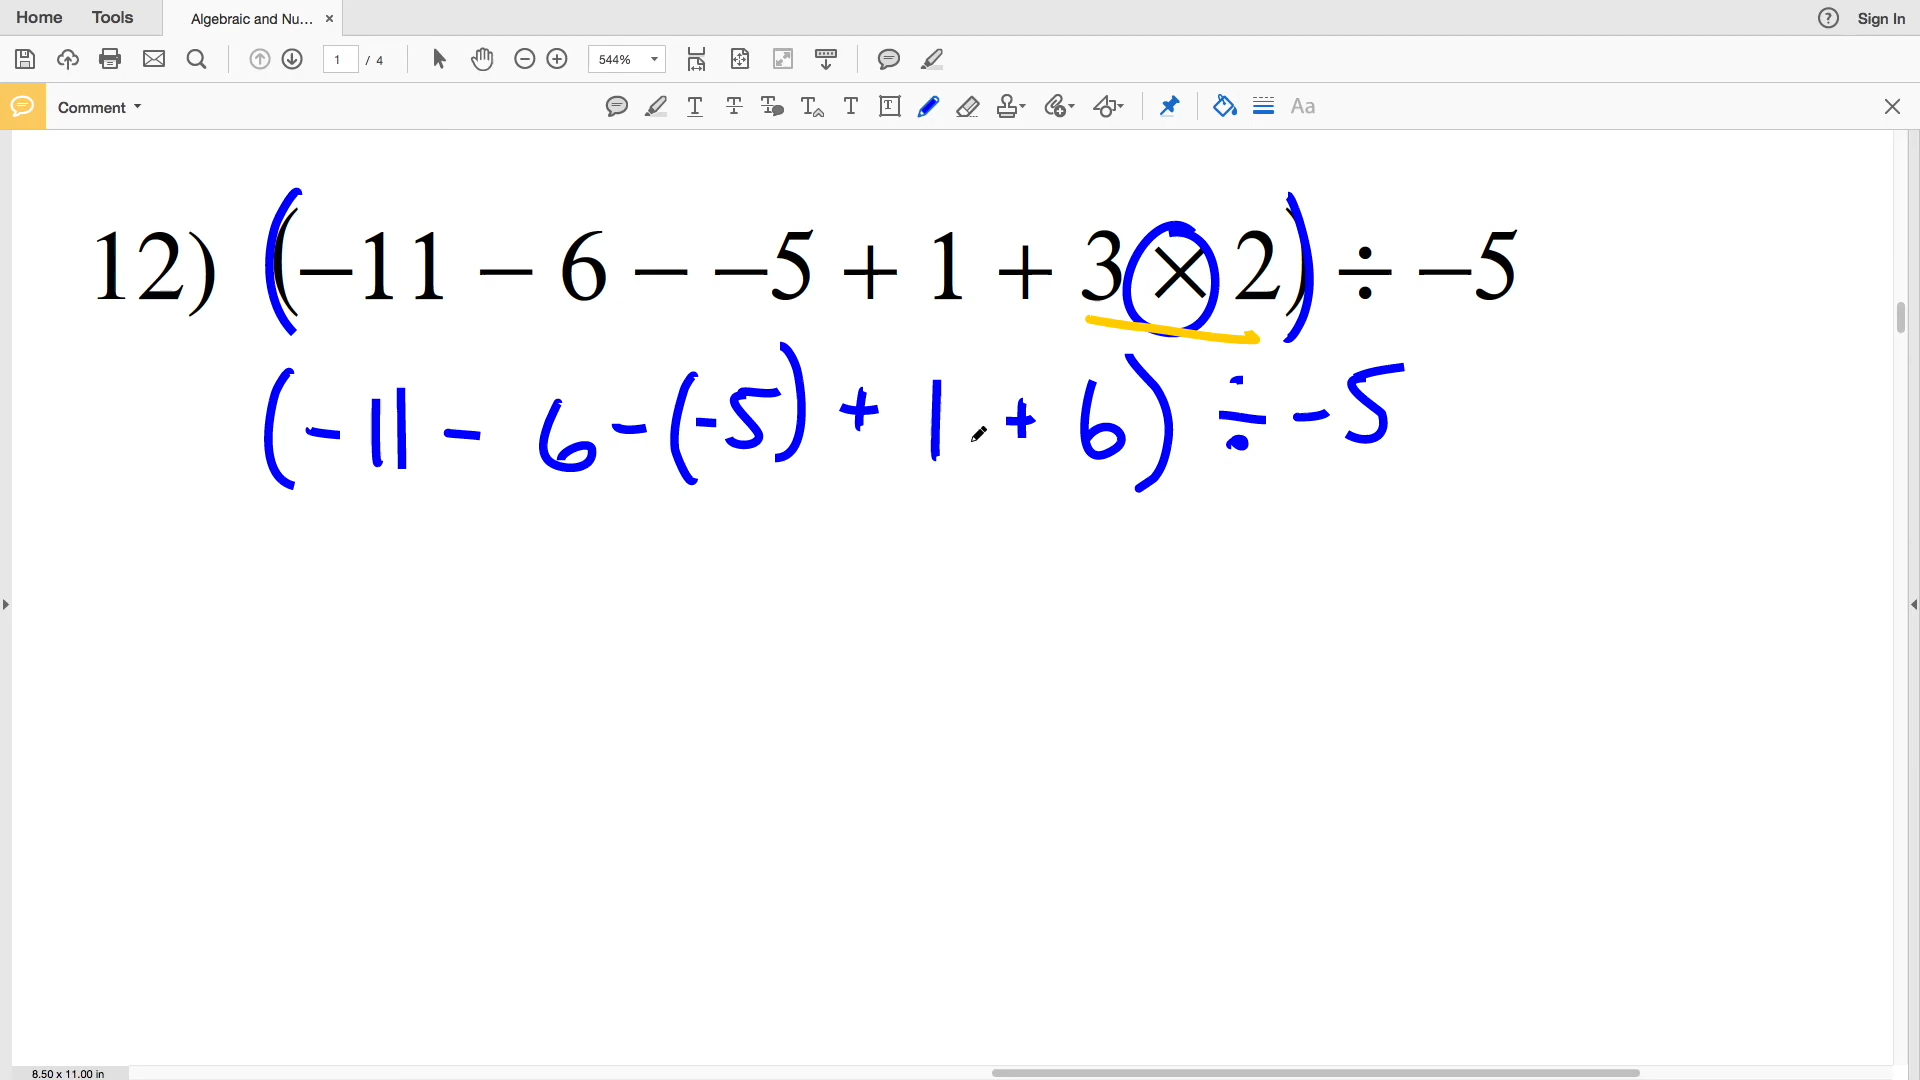 Home Tools Algebraic and Nu... × ? Sign In
1 / 4 544%
Comment T T T T T T Aa
12) (−11 − 6 − −5 + 1 + 3 × 2) ÷ −5
(-11 - 6 - (-5) + 1 + 6) ÷ -5
8.50 x 11.00 in